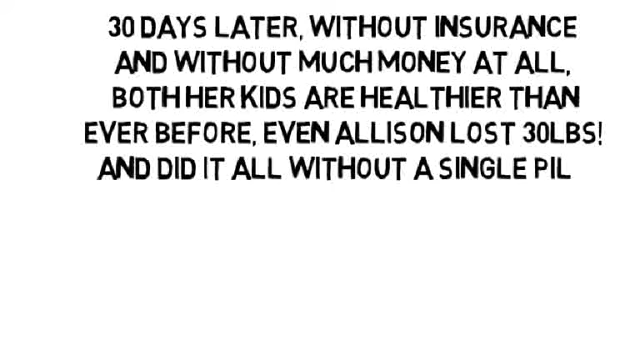 30 DAYS LATER, WITHOUT INSURANCE
AND WITHOUT MUCH MONEY AT ALL,
BOTH HER KIDS ARE HEALTHIER THAN
EVER BEFORE, EVEN ALLISON LOST 30LBS!
AND DID IT ALL WITHOUT A SINGLE PIL